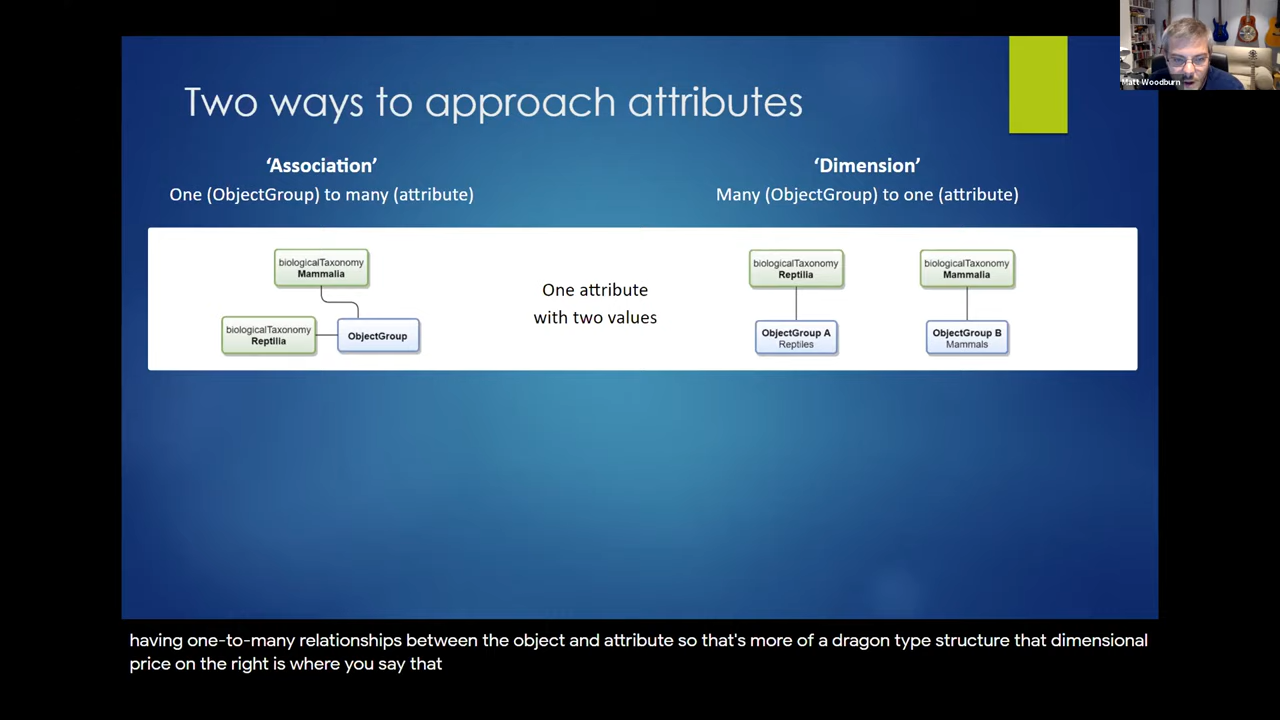 Matt Woodburn
Two ways to approach attributes
‘Association’
One (ObjectGroup) to many (attribute)
‘Dimension’
Many (ObjectGroup) to one (attribute)
biologicalTaxonomy
Mammalia
biologicalTaxonomy
Reptilia
ObjectGroup
One attribute
with two values
biologicalTaxonomy
Reptilia
ObjectGroup A
Reptiles
biologicalTaxonomy
Mammalia
ObjectGroup B
Mammals
having one-to-many relationships between the object and attribute so that's more of a dragon type structure that dimensional
price on the right is where you say that